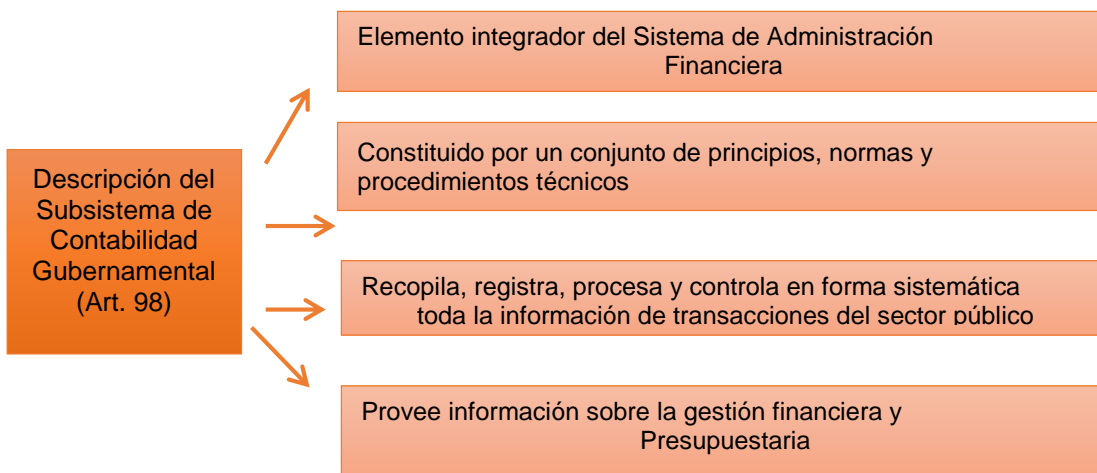 Descripción del
Subsistema de
Contabilidad
Gubernamental
(Art. 98)
Elemento integrador del Sistema de Administración
Financiera
Constituido por un conjunto de principios, normas y
procedimientos técnicos
Recopila, registra, procesa y controla en forma sistemática
toda la información de transacciones del sector público
Provee información sobre la gestión financiera y
Presupuestaria